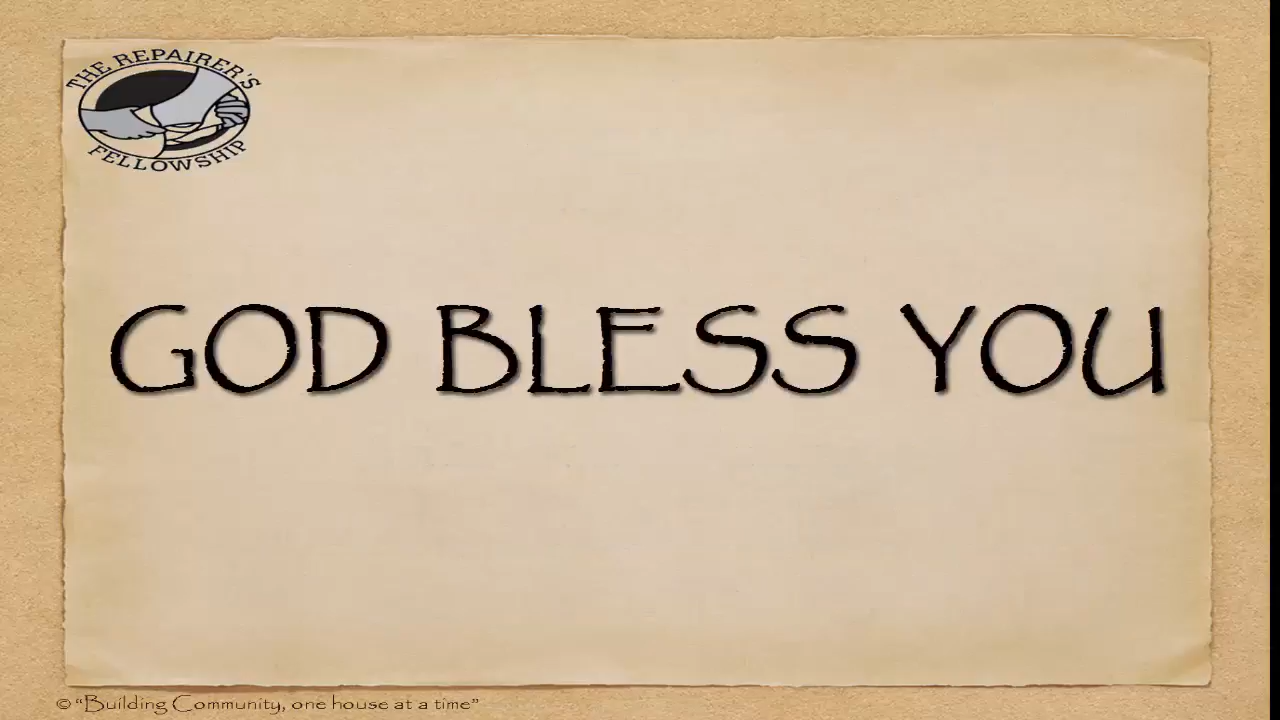 THE REPAIRER'S
FELLOWSHIP
GOD BLESS YOU
© "Building Community, one house at a time"